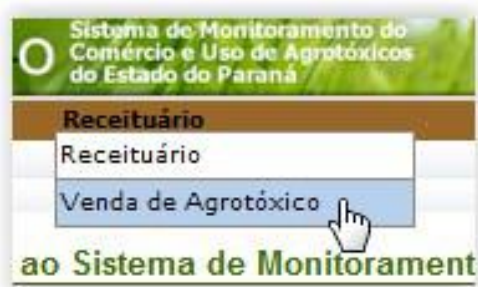 O
Sistema de Monitoramento do
Comércio e Uso de Agrotóxicos
do Estado do Paraná
Receituário
Receituário
Venda de Agrotóxico
ao Sistema de Monitorament